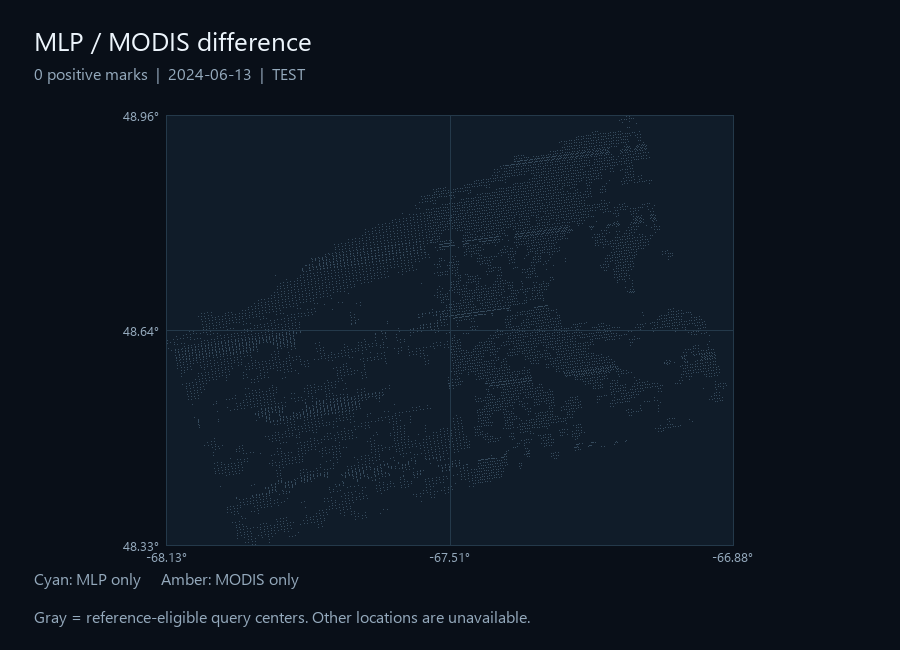 MLP / MODIS difference
0 positive marks | 2024-06-13 | TEST
48.96°
48.64°
48.33°
-68.13° -67.51° -66.88°
Cyan: MLP only Amber: MODIS only
Gray = reference-eligible query centers. Other locations are unavailable.